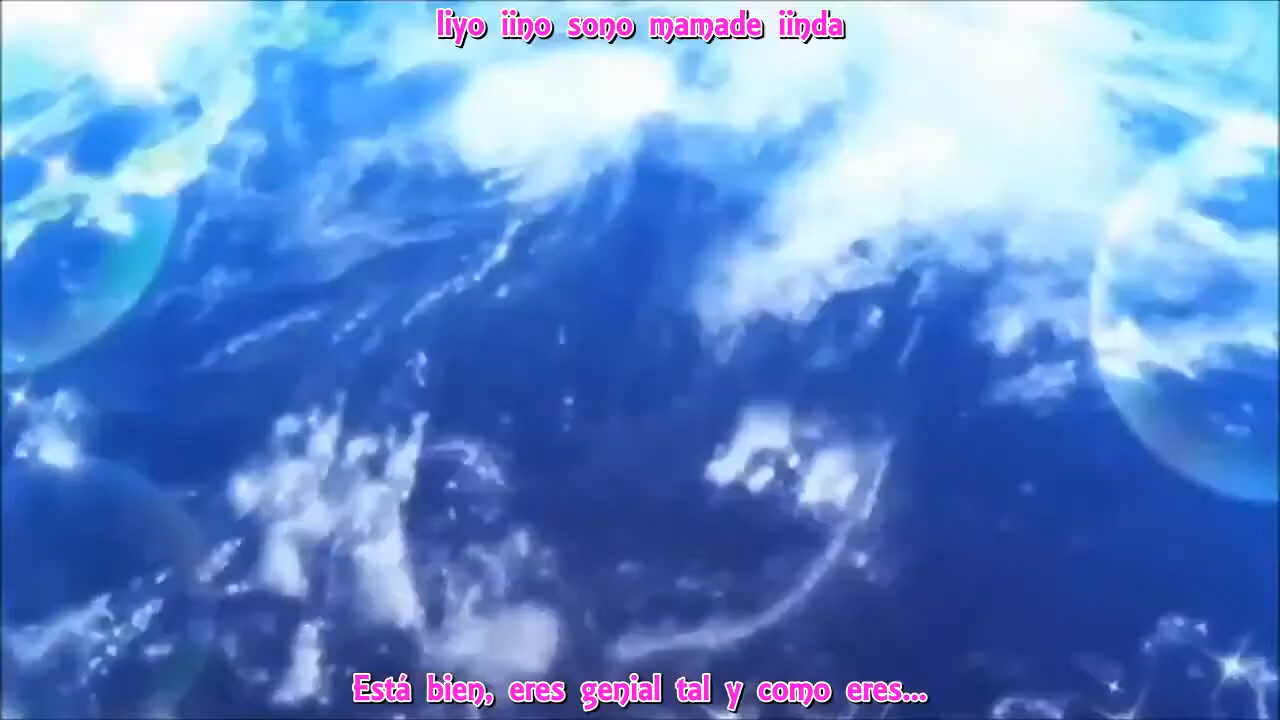 Iiyo iino sono mamade iinda
Está bien, eres genial tal y como eres...